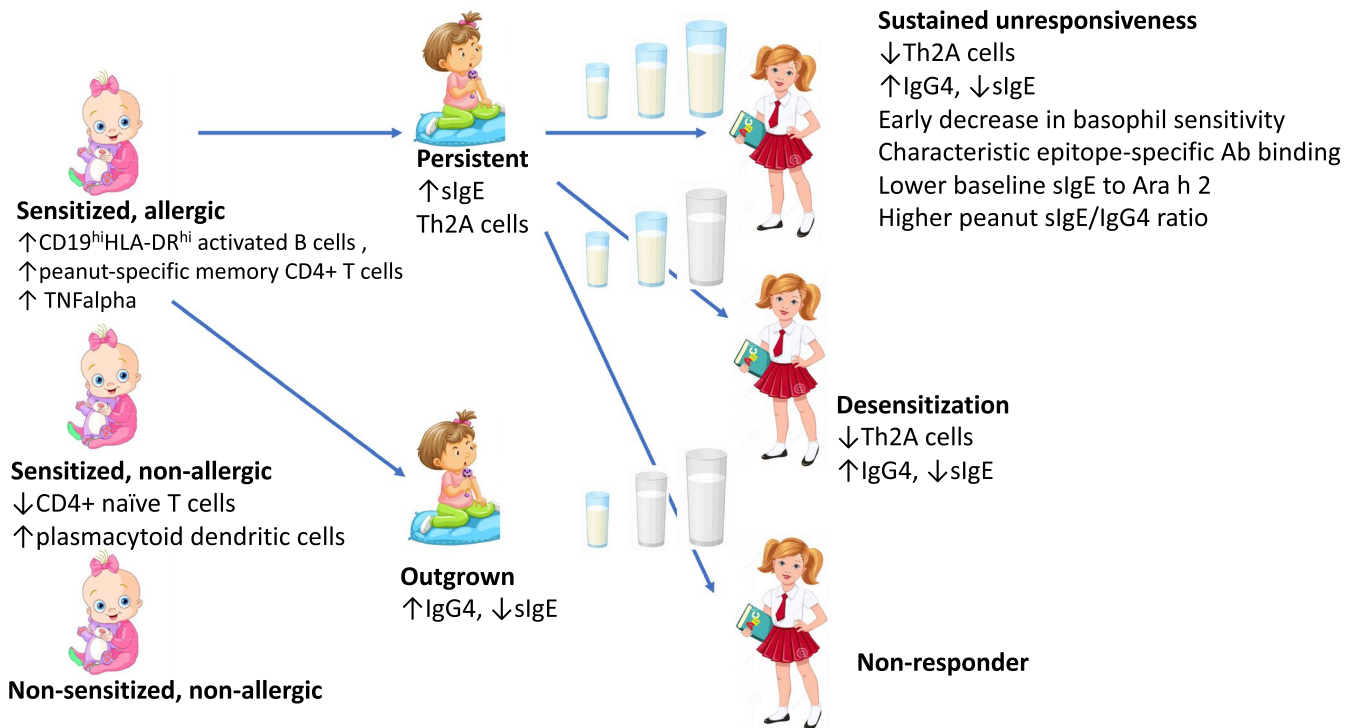 Sensitized, allergic
↑CD19hiHLA-DRhi activated B cells ,
↑peanut-specific memory CD4+ T cells
↑ TNFalpha
Sensitized, non-allergic
↓CD4+ naïve T cells
↑plasmacytoid dendritic cells
Non-sensitized, non-allergic
Persistent
↑sIgE
Th2A cells
Outgrown
↑IgG4, ↓sIgE
Sustained unresponsiveness
↓Th2A cells
↑IgG4, ↓sIgE
Early decrease in basophil sensitivity
Characteristic epitope-specific Ab binding
Lower baseline sIgE to Ara h 2
Higher peanut sIgE/IgG4 ratio
ABC
Desensitization
↓Th2A cells
↑IgG4, ↓sIgE
ABC
Non-responder
ABC